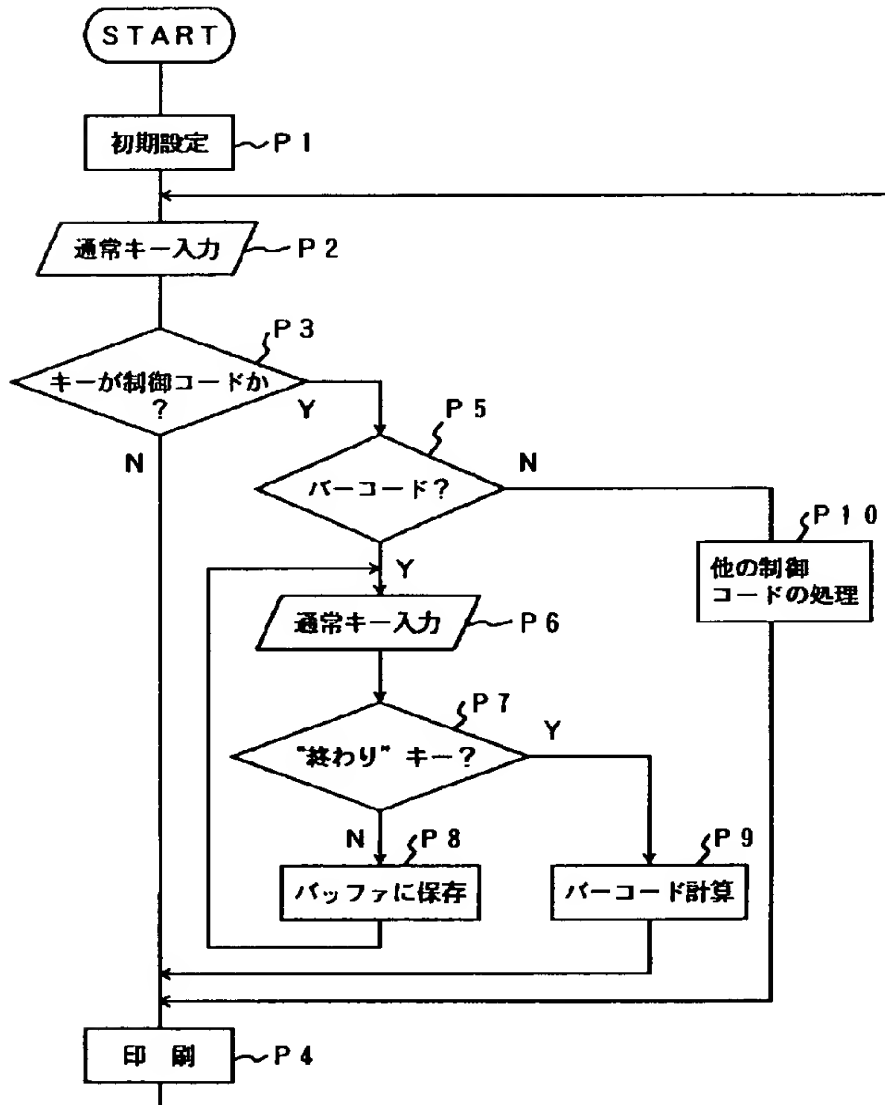 START
初期設定
P1
通常キー入力
P2
P3
キーが制御コードか
?
Y
N
P5
バーコード?
N
Y
P10
他の制御
コードの処理
通常キー入力
P6
P7
"終わり" キー?
Y
N
P8
バッファに保存
P9
バーコード計算
印 刷
P4